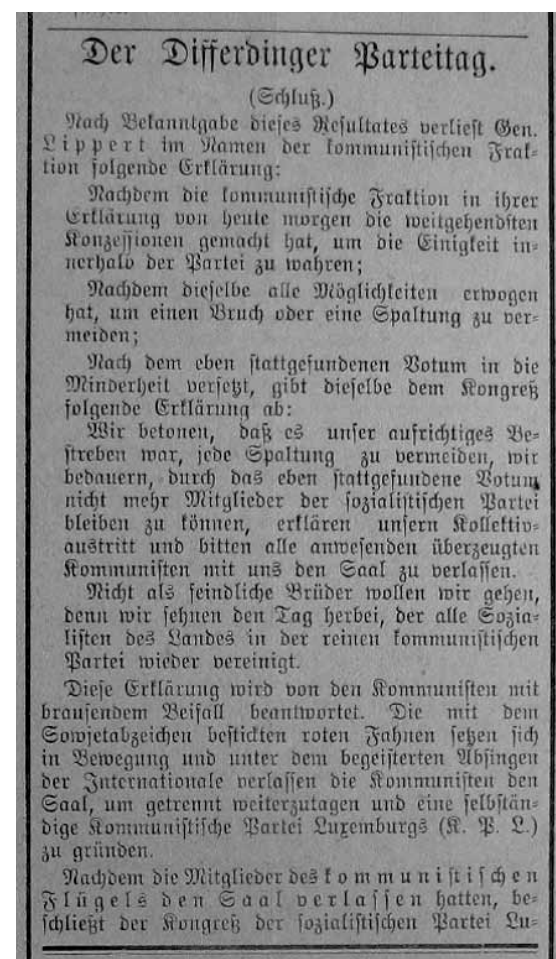 Der Differdinger Parteitag.
(Schluß.)
Nach Bekanntgabe dieses Resultates verliest Gen.
Lippert im Namen der kommunistischen Frak-
tion folgende Erklärung:
Nachdem die kommunistische Fraktion in ihrer
Erklärung von heute morgen die weitgehendsten
Konzessionen gemacht hat, um die Einigkeit in-
nerhalb der Partei zu wahren;
Nachdem dieselbe alle Möglichkeiten erwogen
hat, um einen Bruch oder eine Spaltung zu ver-
meiden;
Nach dem eben stattgefundenen Votum in die
Minderheit versetzt, gibt dieselbe dem Kongreß
folgende Erklärung ab:
Wir betonen, daß es unser aufrichtiges Be-
streben war, jede Spaltung zu vermeiden, wir
bedauern, durch das eben stattgefundene Votum
nicht mehr Mitglieder der sozialistischen Partei
bleiben zu können, erklären unsern Kollektiv-
austritt und bitten alle anwesenden überzeugten
Kommunisten mit uns den Saal zu verlassen.
Nicht als feindliche Brüder wollen wir gehen,
denn wir sehnen den Tag herbei, der alle Sozia-
listen des Landes in der reinen kommunistischen
Partei wieder vereinigt.
Diese Erklärung wird von den Kommunisten mit
brausendem Beifall beantwortet. Die mit dem
Sowjetabzeichen bestickten roten Fahnen setzen sich
in Bewegung und unter dem begeisterten Absingen
der Internationale verlassen die Kommunisten den
Saal, um getrennt weiterzutagen und eine selbstän-
dige Kommunistische Partei Luxemburgs (K. P. L.)
zu gründen.
Nachdem die Mitglieder des kommunistischen
Flügels den Saal verlassen hatten, be-
schließt der Kongreß der sozialistischen Partei Lu-